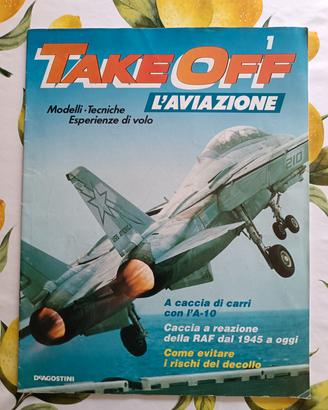 1
TAKE OFF
L'AVIAZIONE
Modelli · Tecniche
Esperienze di volo
210
A caccia di carri
con l'A-10
Caccia a reazione
della RAF dal 1945 a oggi
Come evitare
i rischi del decollo
DEAGOSTINI